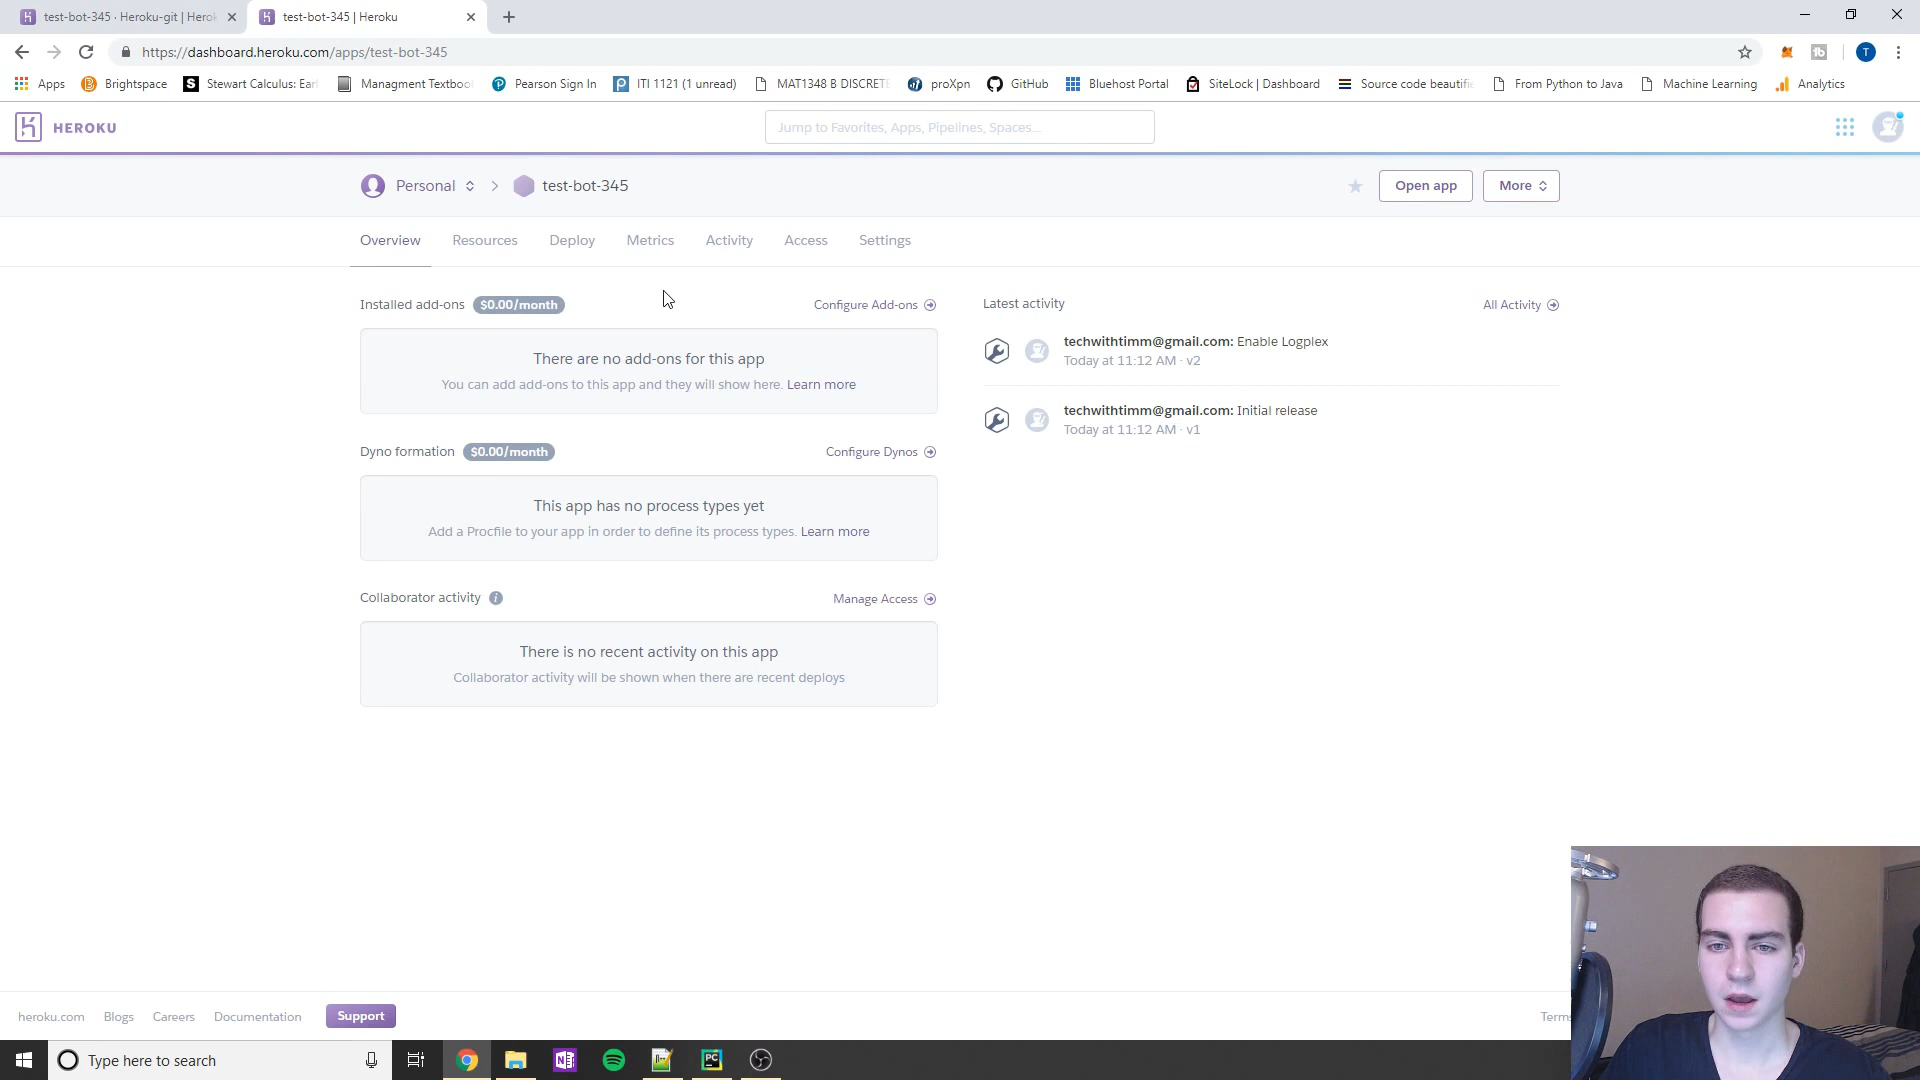 test-bot-345 · Heroku-git | Herok
test-bot-345 | Heroku
https://dashboard.heroku.com/apps/test-bot-345
Apps
Brightspace
Stewart Calculus: Earl
Managment Textbook
Pearson Sign In
ITI 1121 (1 unread)
MAT1348 B DISCRETE
proXpn
GitHub
Bluehost Portal
SiteLock | Dashboard
Source code beautifie
From Python to Java
Machine Learning
Analytics
T
HEROKU
Jump to Favorites, Apps, Pipelines, Spaces...
Personal
test-bot-345
Open app
More
Overview
Resources
Deploy
Metrics
Activity
Access
Settings
Installed add-ons $0.00/month
Configure Add-ons
There are no add-ons for this app
You can add add-ons to this app and they will show here. Learn more
Dyno formation $0.00/month
Configure Dynos
This app has no process types yet
Add a Procfile to your app in order to define its process types. Learn more
Collaborator activity
Manage Access
There is no recent activity on this app
Collaborator activity will be shown when there are recent deploys
Latest activity
All Activity
techwithtimm@gmail.com: Enable Logplex
Today at 11:12 AM · v2
techwithtimm@gmail.com: Initial release
Today at 11:12 AM · v1
heroku.com
Blogs
Careers
Documentation
Support
Terms
Type here to search